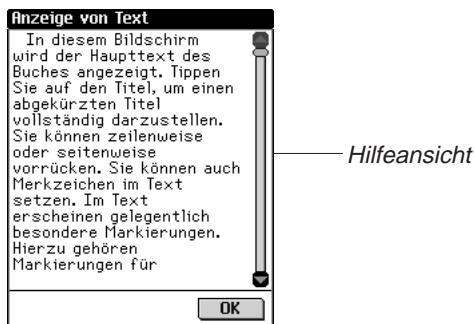 Anzeige von Text
In diesem Bildschirm
wird der Haupttext des
Buches angezeigt. Tippen
Sie auf den Titel, um einen
abgekürzten Titel
vollständig darzustellen.
Sie können zeilenweise
oder seitenweise
vorrücken. Sie können auch
Merkzeichen im Text
setzen. Im Text
erscheinen gelegentlich
besondere Markierungen.
Hierzu gehören
Markierungen für
OK
Hilfeansicht